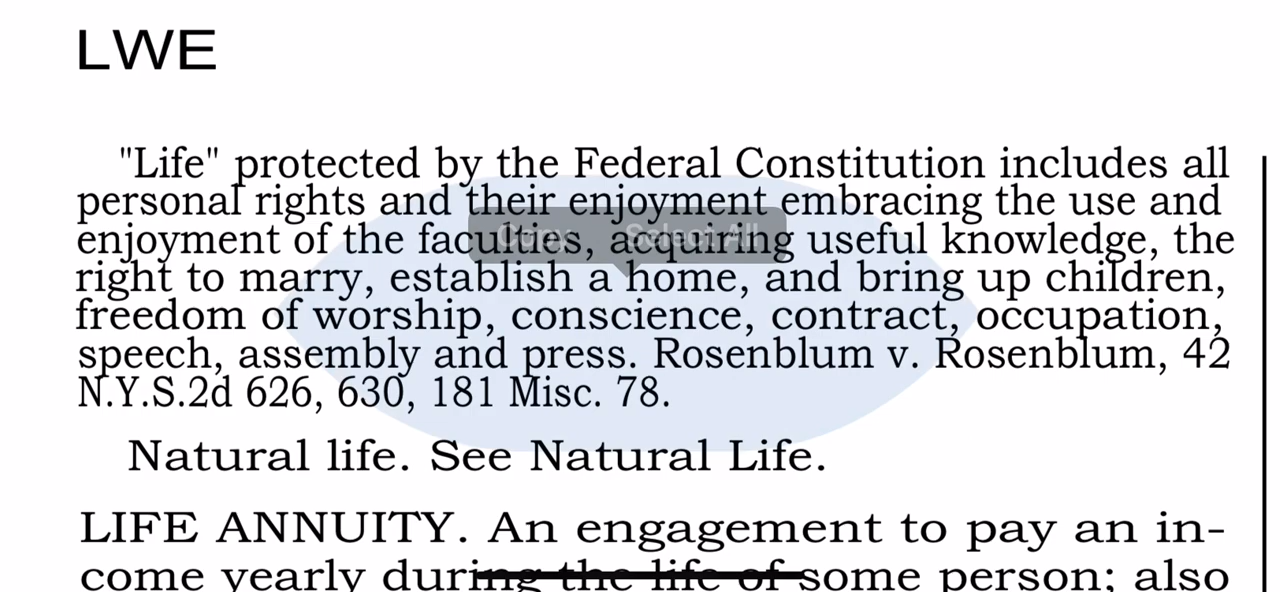 LWE
"Life" protected by the Federal Constitution includes all
personal rights and their enjoyment embracing the use and
enjoyment of the faculties, acquiring useful knowledge, the
right to marry, establish a home, and bring up children,
freedom of worship, conscience, contract, occupation,
speech, assembly and press. Rosenblum v. Rosenblum, 42
N.Y.S.2d 626, 630, 181 Misc. 78.
Copy Select All
Natural life. See Natural Life.
LIFE ANNUITY. An engagement to pay an in-
come yearly during the life of some person; also